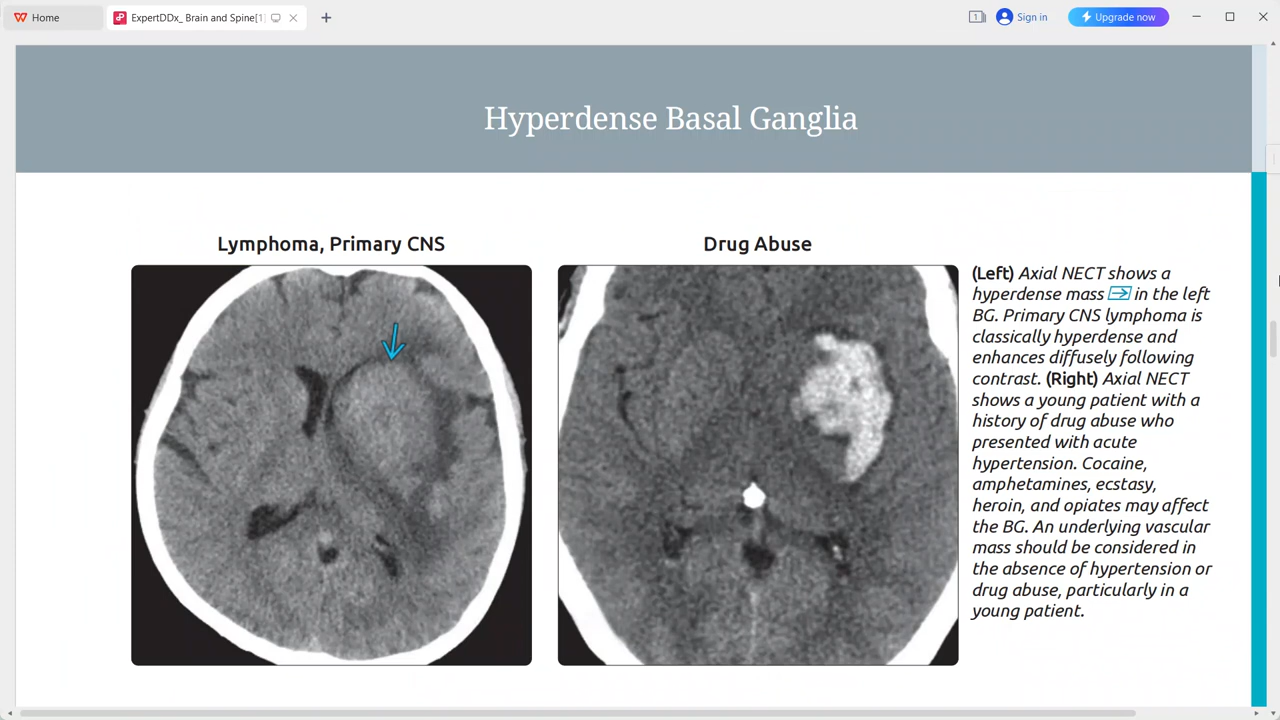 Home
ExpertDDx_ Brain and Spine[1]
1
Sign in
Upgrade now
Hyperdense Basal Ganglia
Lymphoma, Primary CNS
Drug Abuse
(Left) Axial NECT shows a
hyperdense mass in the left
BG. Primary CNS lymphoma is
classically hyperdense and
enhances diffusely following
contrast. (Right) Axial NECT
shows a young patient with a
history of drug abuse who
presented with acute
hypertension. Cocaine,
amphetamines, ecstasy,
heroin, and opiates may affect
the BG. An underlying vascular
mass should be considered in
the absence of hypertension or
drug abuse, particularly in a
young patient.